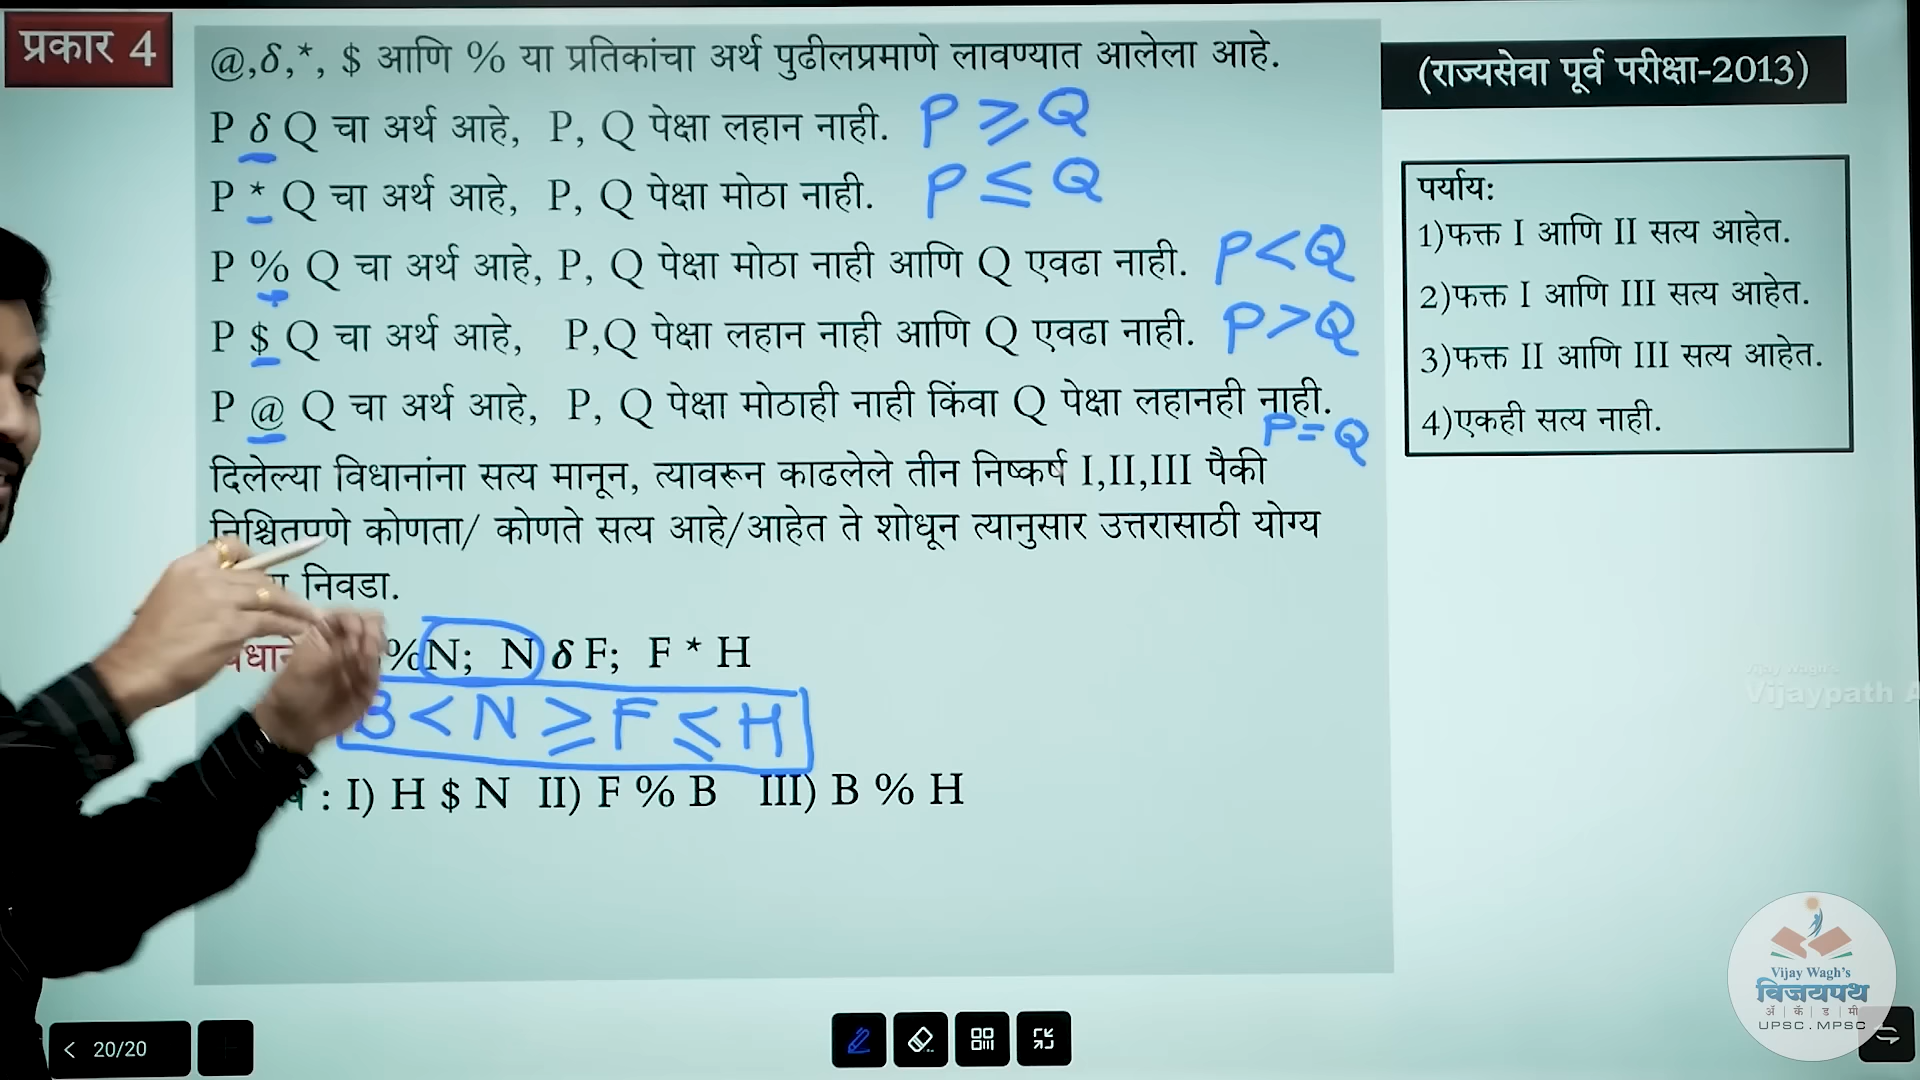 प्रकार 4
@,δ,*, $ आणि % या प्रतिकांचा अर्थ पुढीलप्रमाणे लावण्यात आलेला आहे.
P δ Q चा अर्थ आहे, P, Q पेक्षा लहान नाही. P ≥ Q
P * Q चा अर्थ आहे, P, Q पेक्षा मोठा नाही. P ≤ Q
P % Q चा अर्थ आहे, P, Q पेक्षा मोठा नाही आणि Q एवढा नाही. P < Q
P $ Q चा अर्थ आहे, P,Q पेक्षा लहान नाही आणि Q एवढा नाही. P > Q
P @ Q चा अर्थ आहे, P, Q पेक्षा मोठाही नाही किंवा Q पेक्षा लहानही नाही.
P = Q
दिलेल्या विधानांना सत्य मानून, त्यावरून काढलेले तीन निष्कर्ष I,II,III पैकी
निश्चितपणे कोणता/ कोणते सत्य आहे/आहेत ते शोधून त्यानुसार उत्तरासाठी योग्य
निवडा.
% N; N δ F; F * H
B < N ≥ F ≤ H
: I) H $ N II) F % B III) B % H
(राज्यसेवा पूर्व परीक्षा-2013)
पर्याय:
1)फक्त I आणि II सत्य आहेत.
2)फक्त I आणि III सत्य आहेत.
3)फक्त II आणि III सत्य आहेत.
4)एकही सत्य नाही.
Vijay Wagh's
Vijaypath A
Vijay Wagh's
विजयपथ
अॅ | कॅ | ड | मी
UPSC . MPSC
20/20